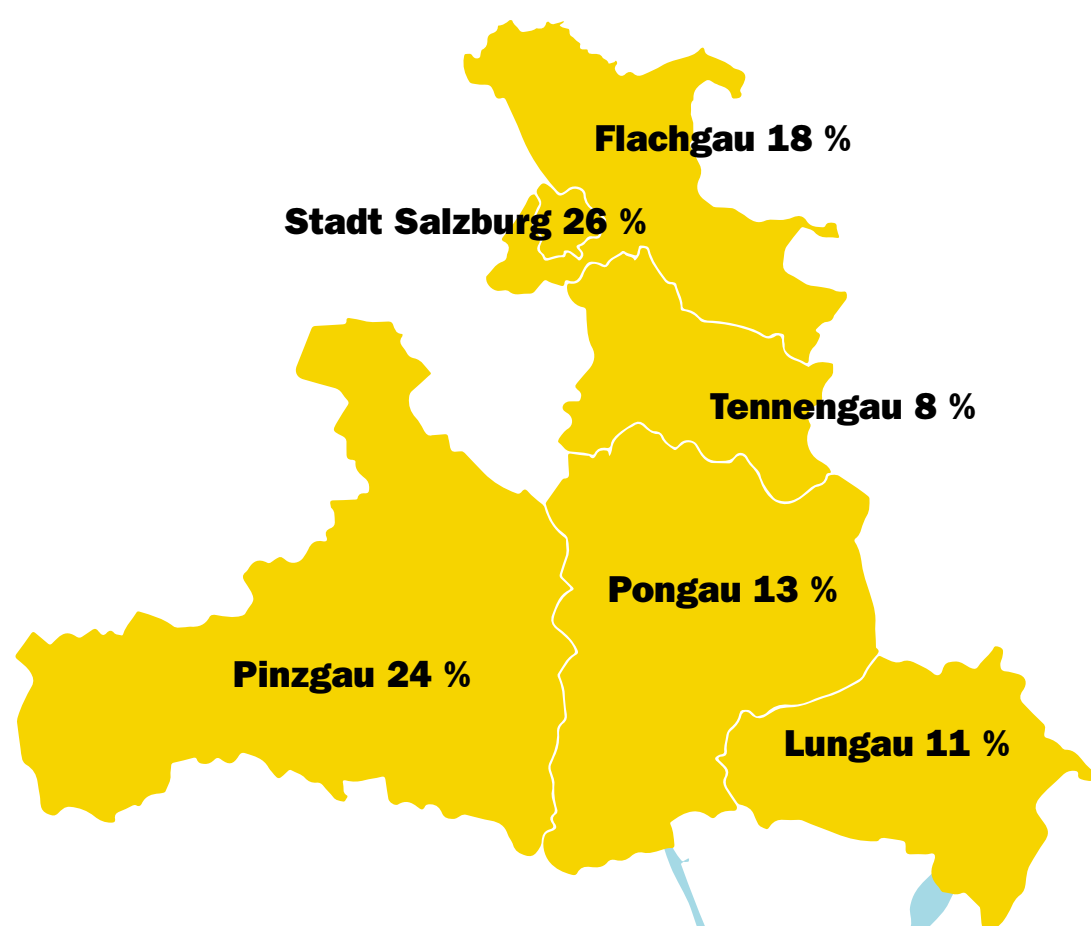 Flachgau 18 %
Stadt Salzburg 26 %
Tennengau 8 %
Pongau 13 %
Pinzgau 24 %
Lungau 11 %